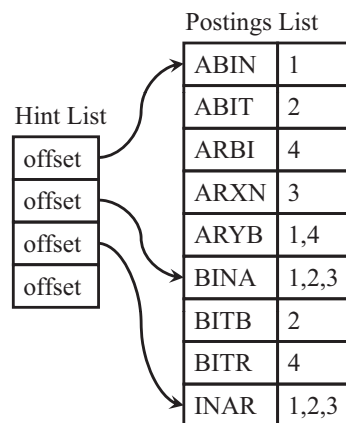 Postings List
ABIN 1
ABIT 2
Hint List
offset
ARBI 4
offset
ARXN 3
offset
ARYB 1,4
offset
BINA 1,2,3
BITB 2
BITR 4
INAR 1,2,3